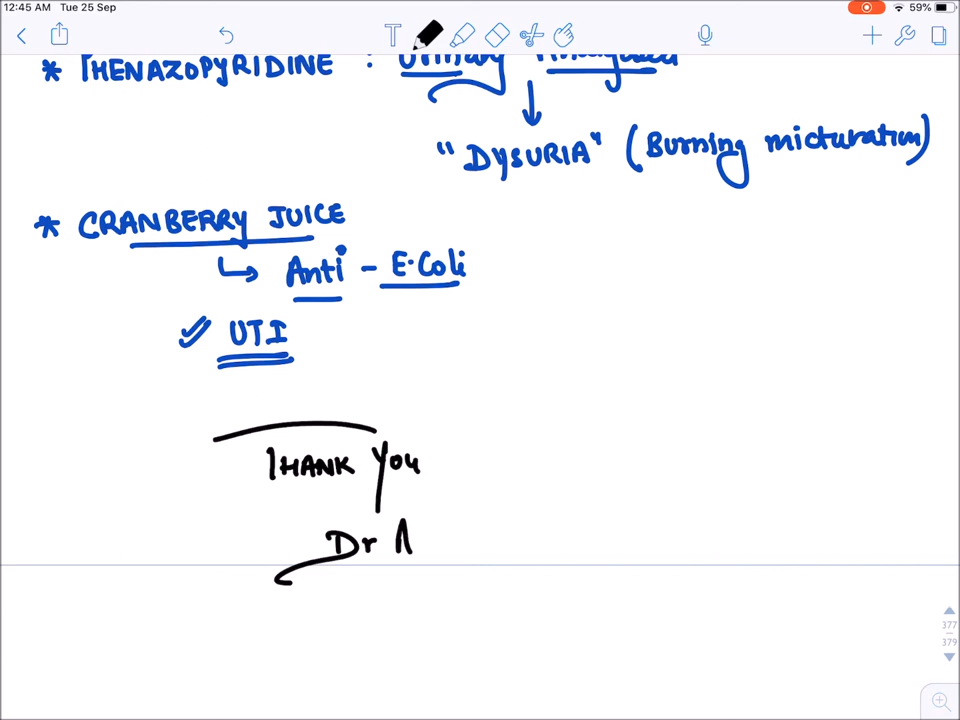 12:45 AM Tue 25 Sep 59%
* PHENAZOPYRIDINE : Urinary
"DYSURIA" (Burning micturation)
* CRANBERRY JUICE
Anti - E.Coli
UTI
THANK YOU
Dr
377
379